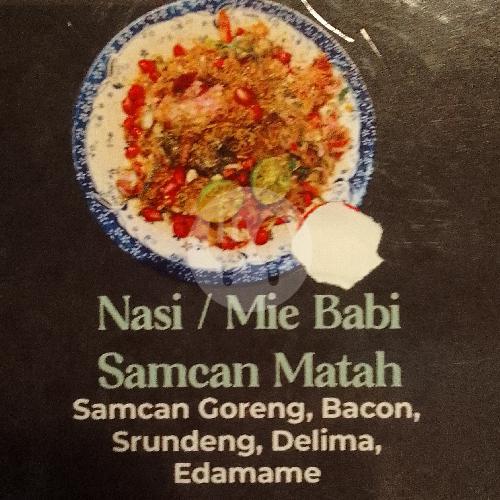 Nasi / Mie Babi
Samcan Matah
Samcan Goreng, Bacon,
Srundeng, Delima,
Edamame